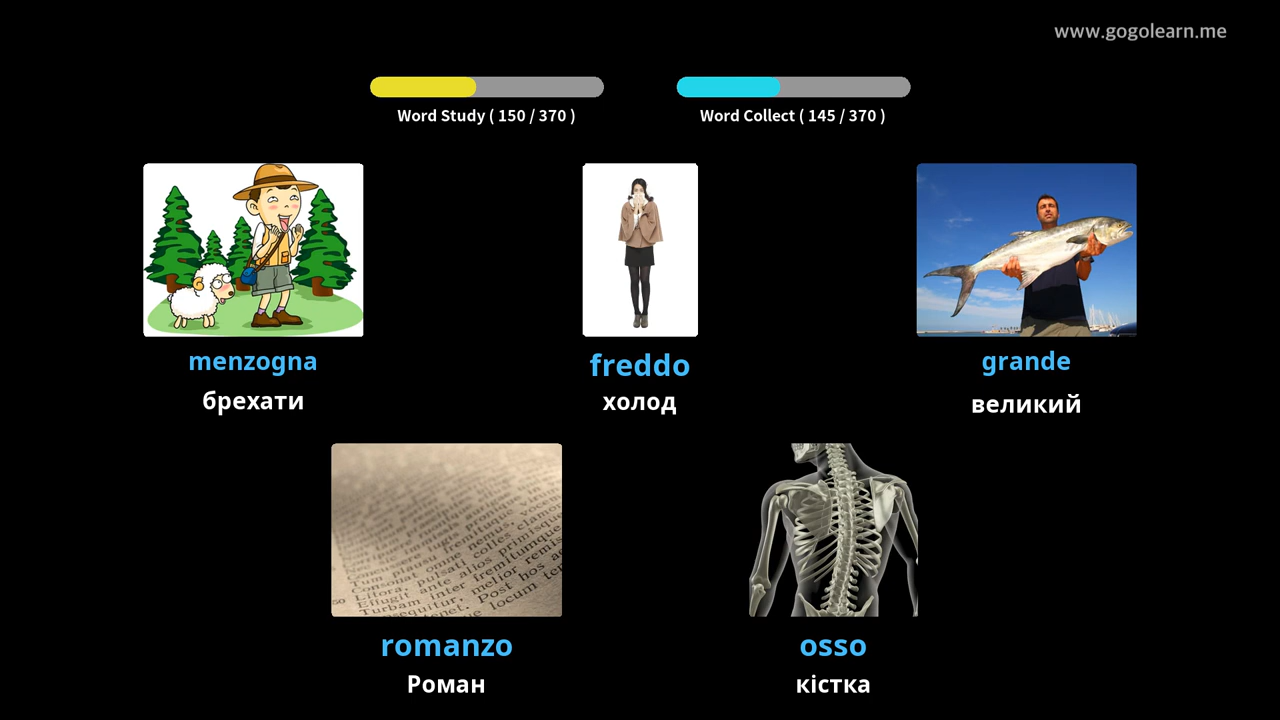 www.gogolearn.me
Word Study ( 150 / 370 )
Word Collect ( 145 / 370 )
menzogna
брехати
freddo
холод
grande
великий
romanzo
Роман
osso
кістка